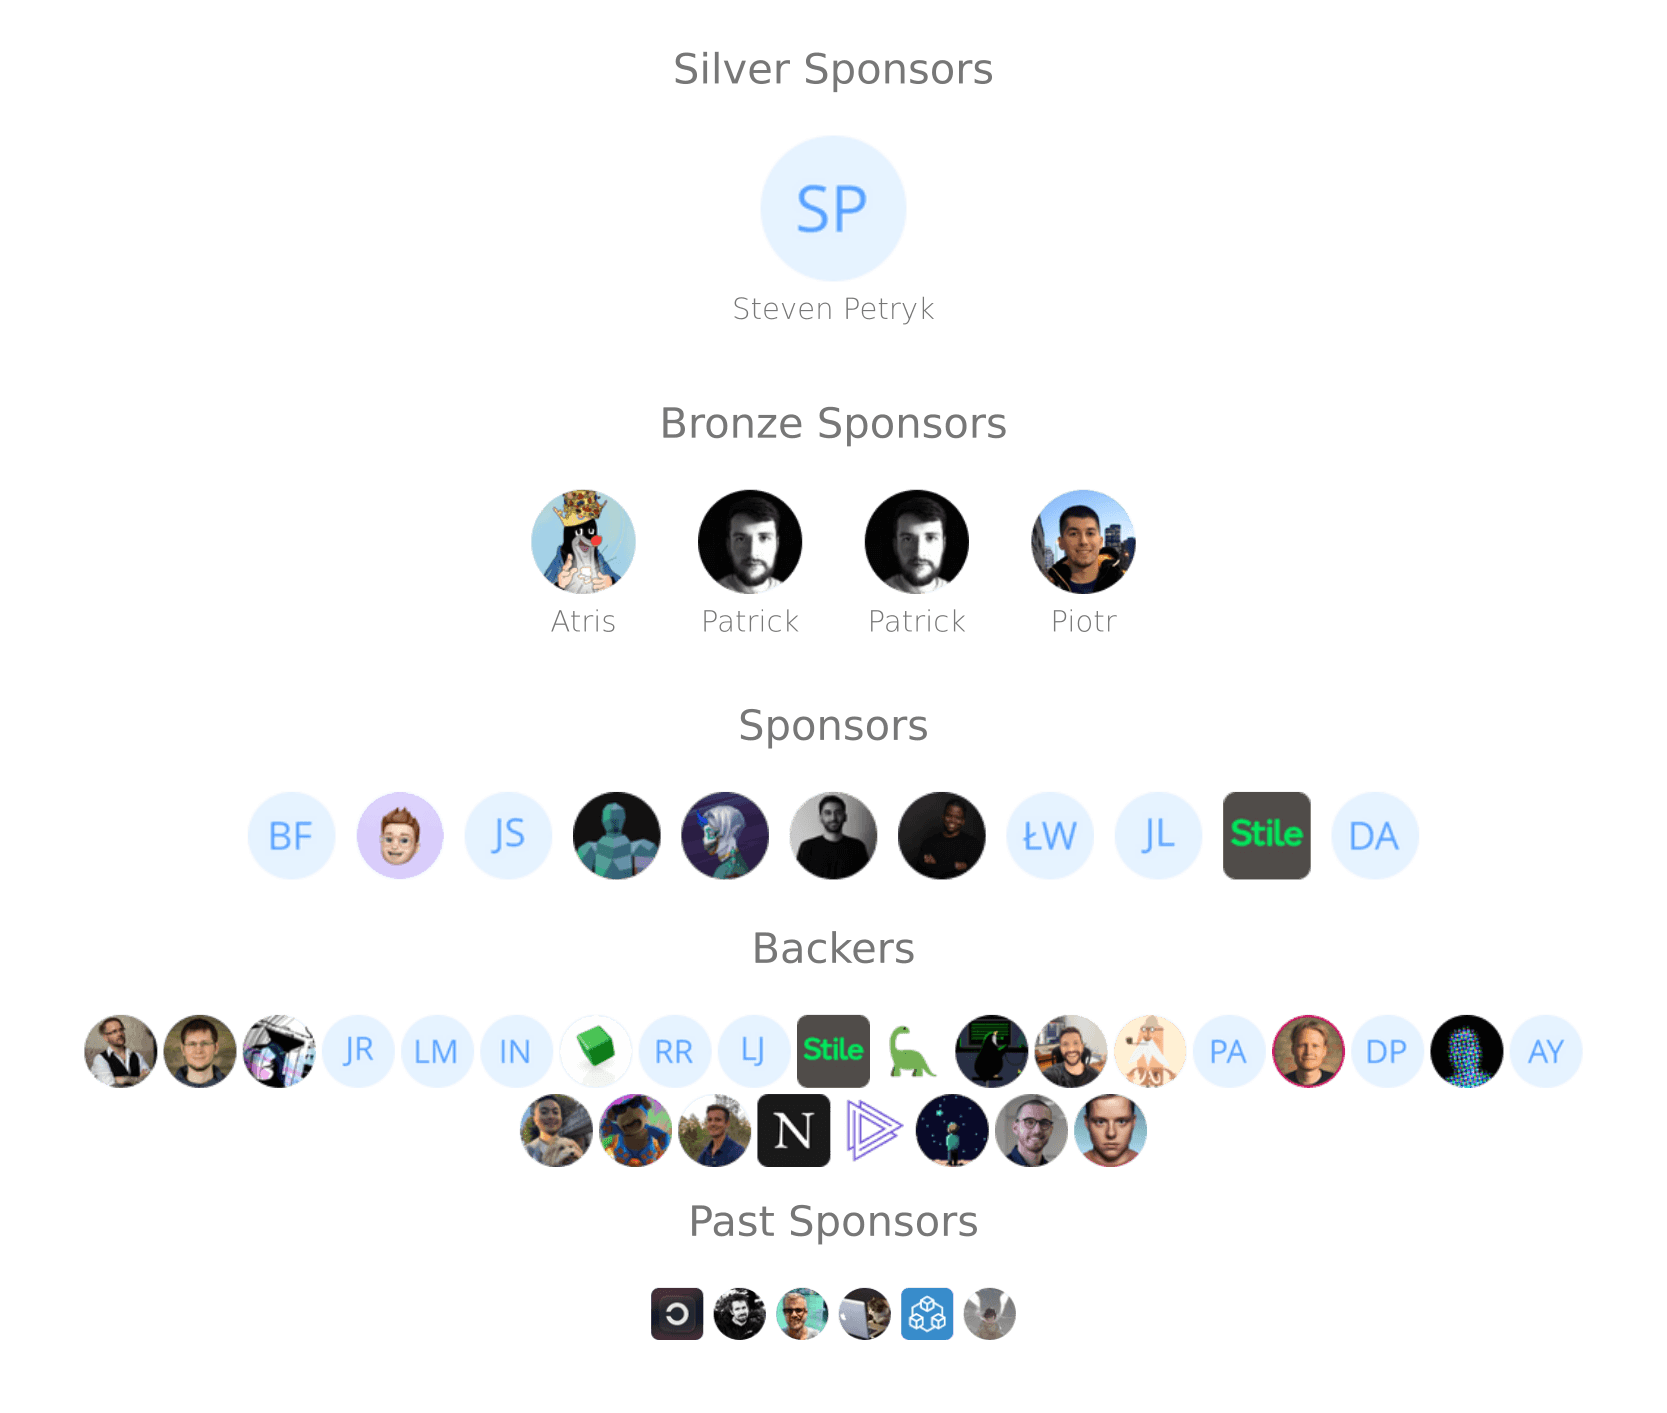 Silver Sponsors
SP
Steven Petryk
Bronze Sponsors
Atris Patrick Patrick Piotr
Sponsors
BF JS ŁW JL Stile DA
Backers
JR LM IN RR LJ Stile PA DP AY
N
Past Sponsors